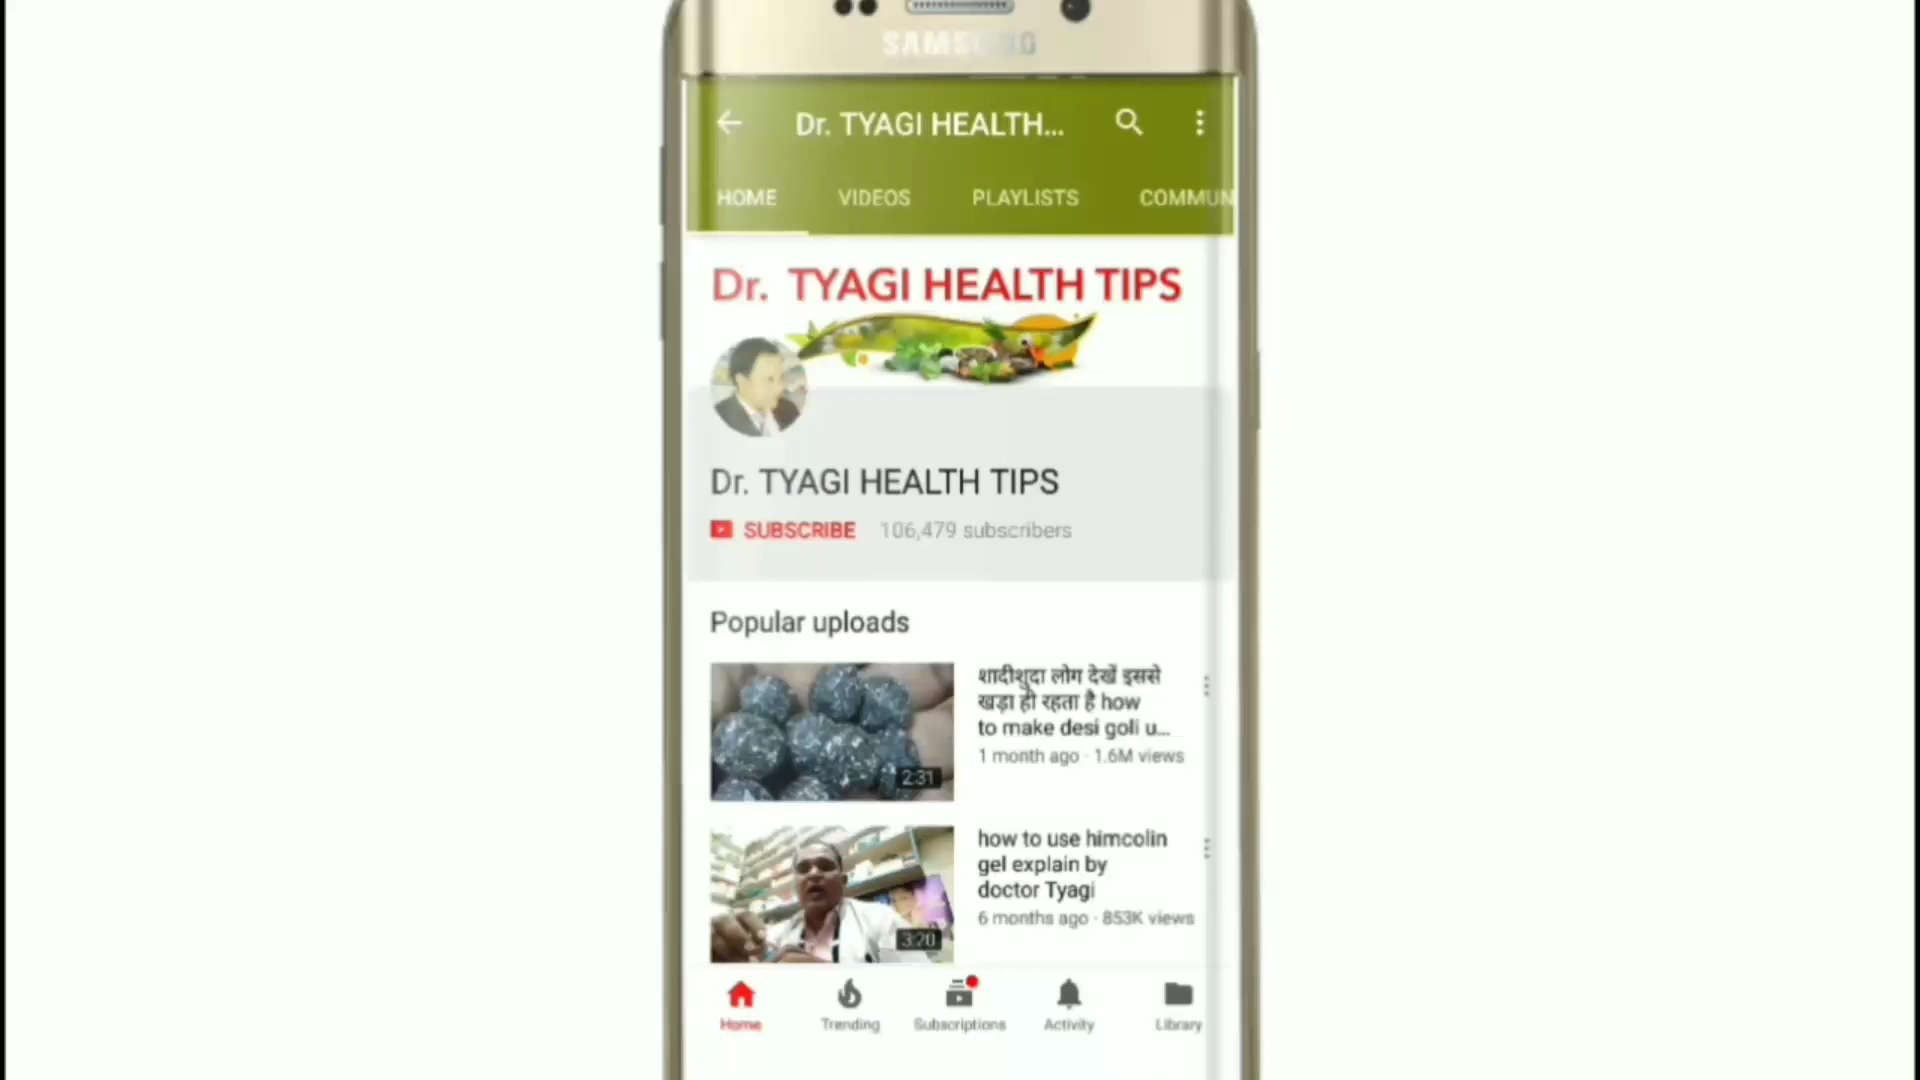 SAMSUNG
Dr. TYAGI HEALTH...
HOME VIDEOS PLAYLISTS COMMUN
Dr. TYAGI HEALTH TIPS
Dr. TYAGI HEALTH TIPS
SUBSCRIBE 106,479 subscribers
Popular uploads
शादीशुदा लोग देखें इससे
खड़ा ही रहता है how
to make desi goli u...
1 month ago · 1.6M views
2:31
how to use himcolin
gel explain by
doctor Tyagi
6 months ago · 853K views
3:20
Home Trending Subscriptions Activity Library